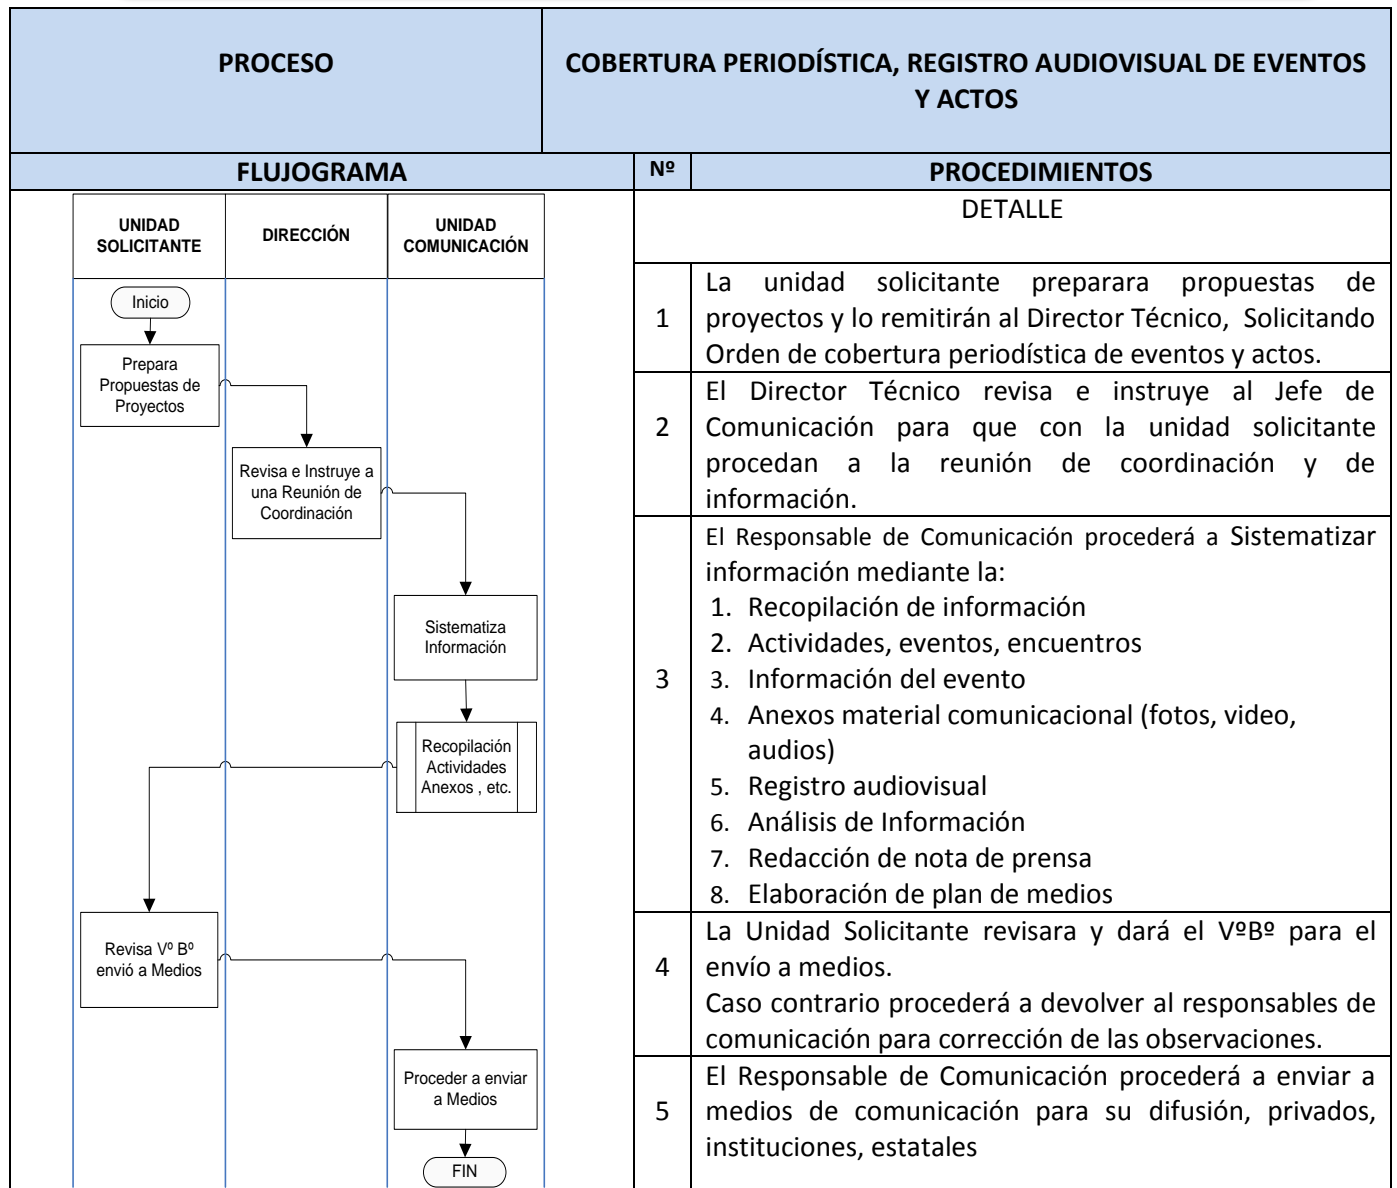 PROCESO
COBERTURA PERIODÍSTICA, REGISTRO AUDIOVISUAL DE EVENTOS
Y ACTOS
FLUJOGRAMA
Nº
PROCEDIMIENTOS
UNIDAD
SOLICITANTE
DIRECCIÓN
UNIDAD
COMUNICACIÓN
Inicio
Prepara
Propuestas de
Proyectos
Revisa e Instruye a
una Reunión de
Coordinación
Sistematiza
Información
Recopilación
Actividades
Anexos , etc.
Revisa Vº Bº
envió a Medios
Proceder a enviar
a Medios
FIN
DETALLE
1
La unidad solicitante preparara propuestas de
proyectos y lo remitirán al Director Técnico, Solicitando
Orden de cobertura periodística de eventos y actos.
2
El Director Técnico revisa e instruye al Jefe de
Comunicación para que con la unidad solicitante
procedan a la reunión de coordinación y de
información.
3
El Responsable de Comunicación procederá a Sistematizar
información mediante la:
1. Recopilación de información
2. Actividades, eventos, encuentros
3. Información del evento
4. Anexos material comunicacional (fotos, video,
audios)
5. Registro audiovisual
6. Análisis de Información
7. Redacción de nota de prensa
8. Elaboración de plan de medios
4
La Unidad Solicitante revisara y dará el VºBº para el
envío a medios.
Caso contrario procederá a devolver al responsables de
comunicación para corrección de las observaciones.
5
El Responsable de Comunicación procederá a enviar a
medios de comunicación para su difusión, privados,
instituciones, estatales